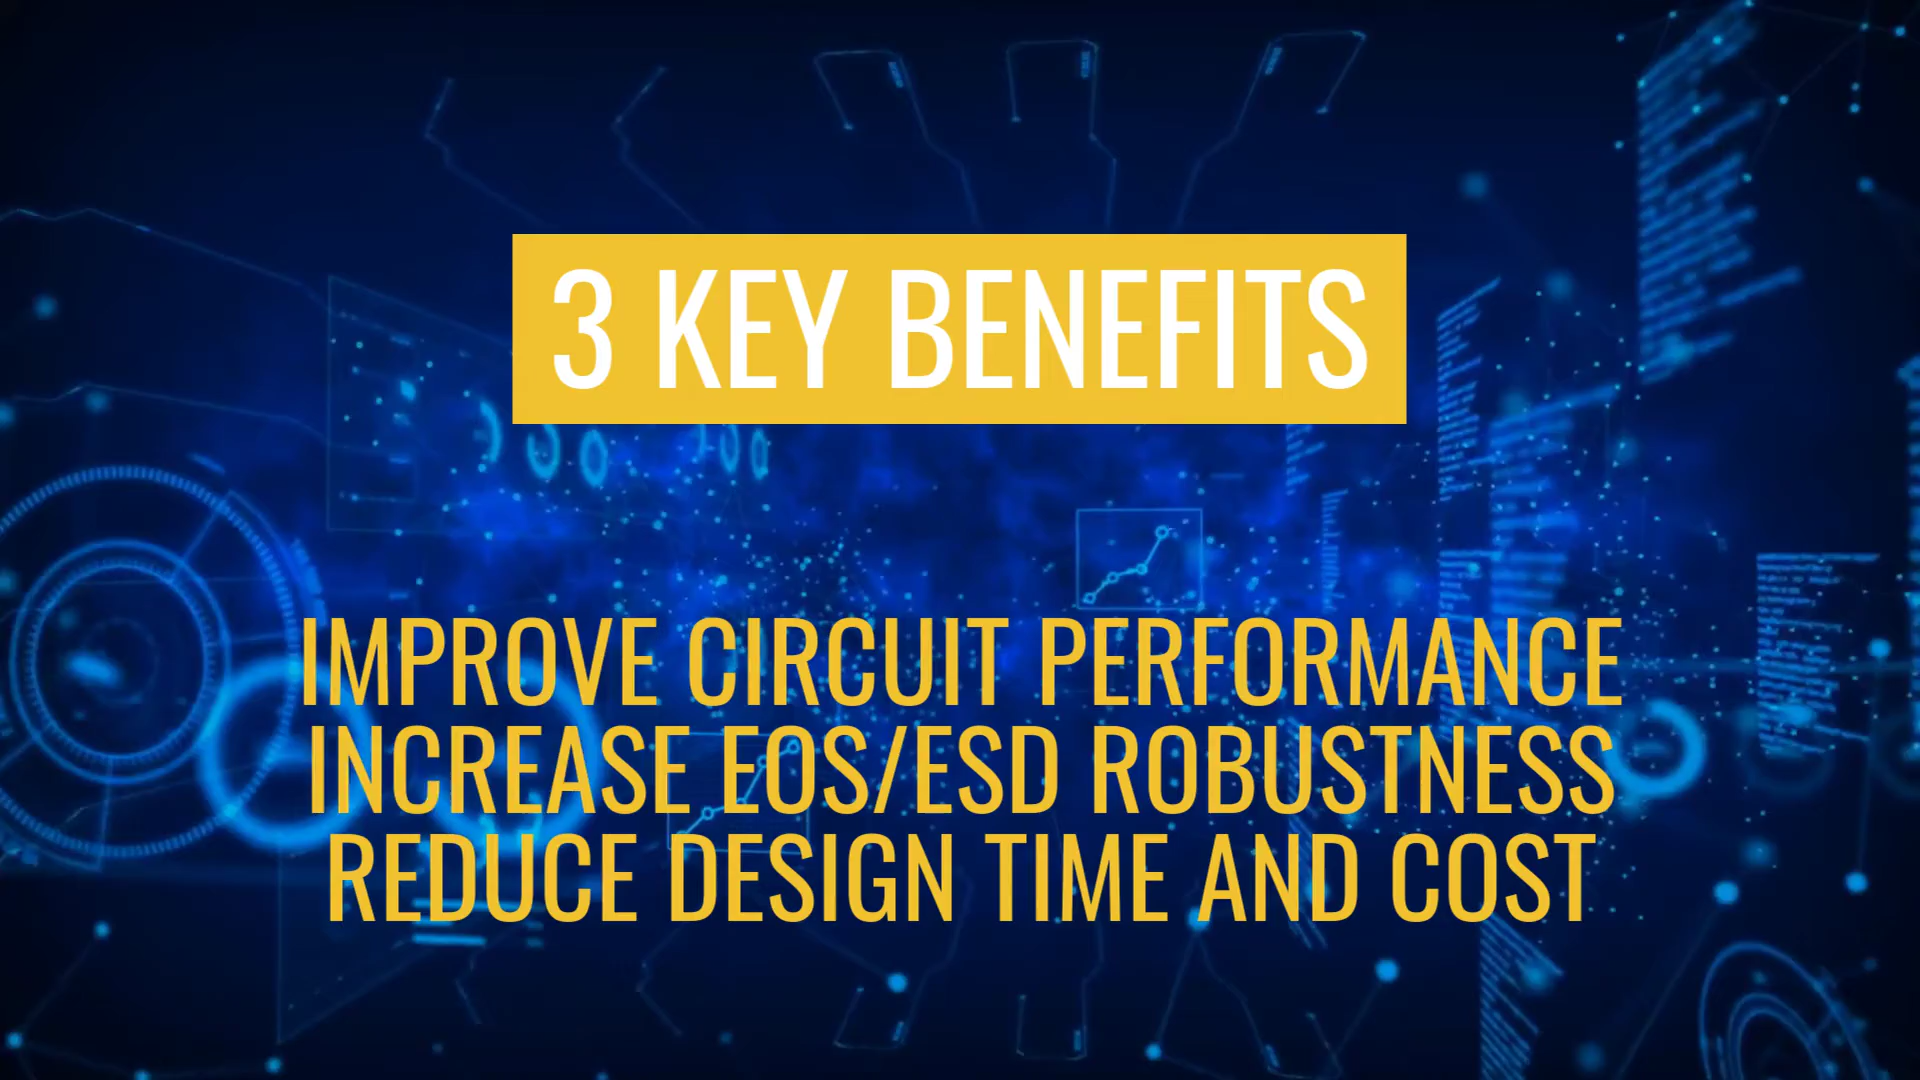 3 KEY BENEFITS
IMPROVE CIRCUIT PERFORMANCE
INCREASE EOS/ESD ROBUSTNESS
REDUCE DESIGN TIME AND COST